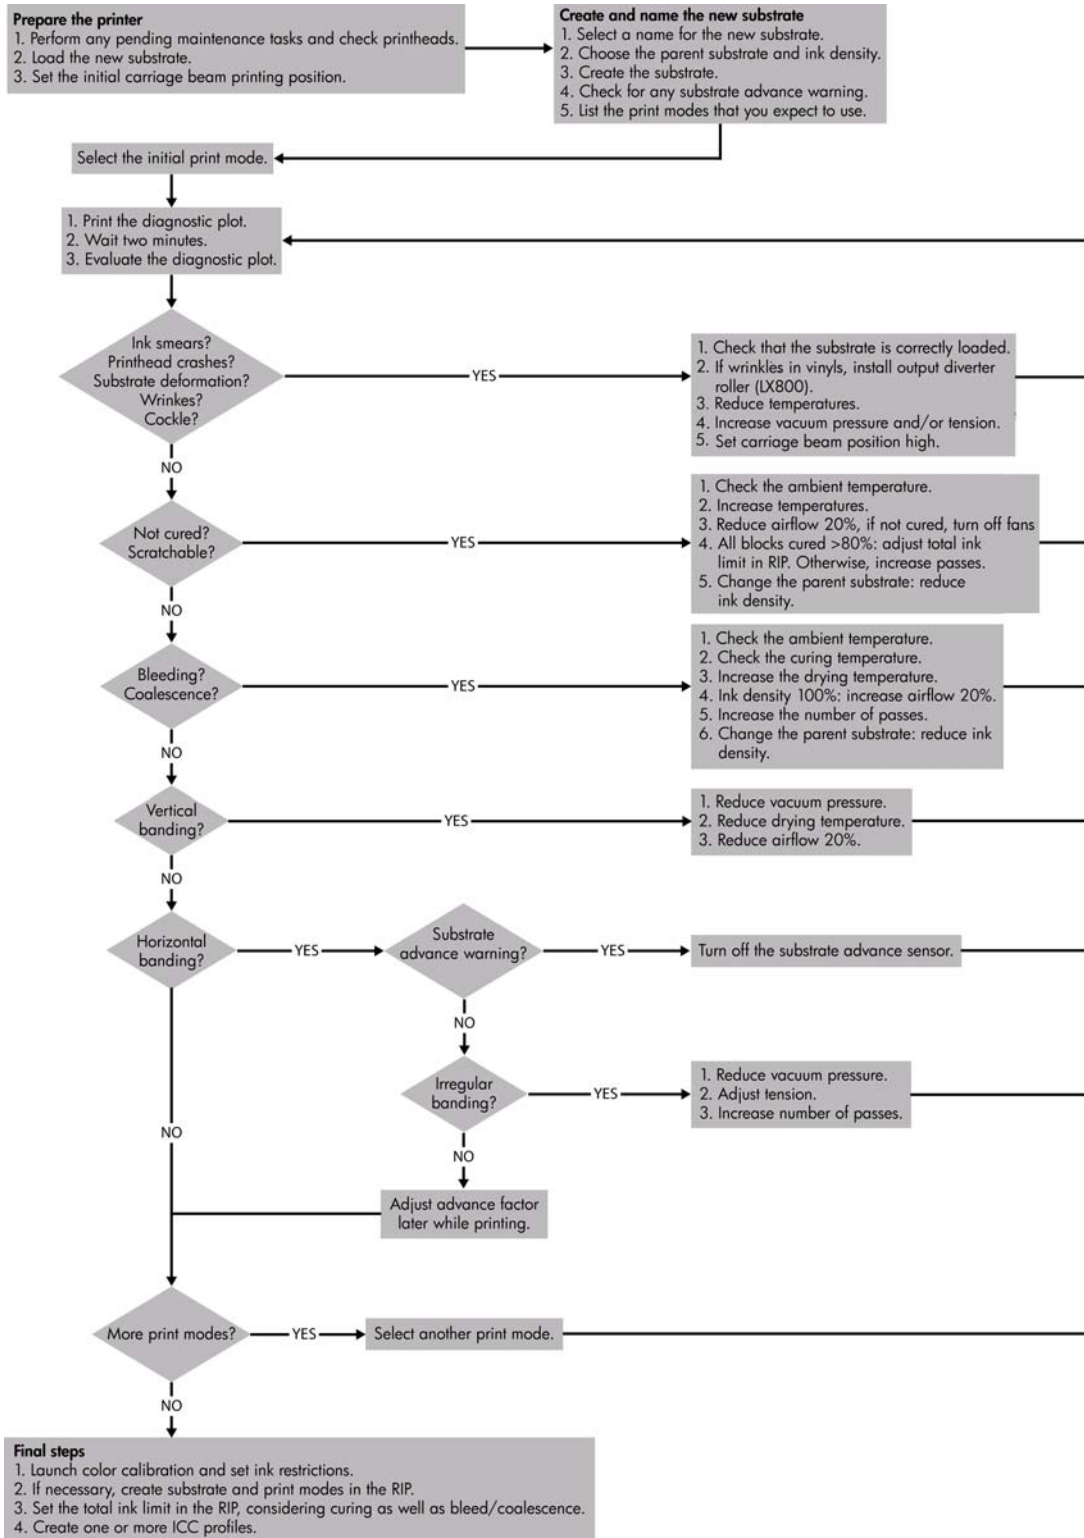 Prepare the printer
1. Perform any pending maintenance tasks and check printheads.
2. Load the new substrate.
3. Set the initial carriage beam printing position.
Create and name the new substrate
1. Select a name for the new substrate.
2. Choose the parent substrate and ink density.
3. Create the substrate.
4. Check for any substrate advance warning.
5. List the print modes that you expect to use.
Select the initial print mode.
1. Print the diagnostic plot.
2. Wait two minutes.
3. Evaluate the diagnostic plot.
Ink smears?
Printhead crashes?
Substrate deformation?
Wrinkes?
Cockle?
YES
1. Check that the substrate is correctly loaded.
2. If wrinkles in vinyls, install output diverter
roller (LX800).
3. Reduce temperatures.
4. Increase vacuum pressure and/or tension.
5. Set carriage beam position high.
NO
Not cured?
Scratchable?
YES
1. Check the ambient temperature.
2. Increase temperatures.
3. Reduce airflow 20%, if not cured, turn off fans
4. All blocks cured >80%: adjust total ink
limit in RIP. Otherwise, increase passes.
5. Change the parent substrate: reduce
ink density.
NO
Bleeding?
Coalescence?
YES
1. Check the ambient temperature.
2. Check the curing temperature.
3. Increase the drying temperature.
4. Ink density 100%: increase airflow 20%.
5. Increase the number of passes.
6. Change the parent substrate: reduce ink
density.
NO
Vertical
banding?
YES
1. Reduce vacuum pressure.
2. Reduce drying temperature.
3. Reduce airflow 20%.
NO
Horizontal
banding?
YES
Substrate
advance warning?
YES
Turn off the substrate advance sensor.
NO
Irregular
banding?
YES
1. Reduce vacuum pressure.
2. Adjust tension.
3. Increase number of passes.
NO
NO
Adjust advance factor
later while printing.
More print modes?
YES
Select another print mode.
NO
Final steps
1. Launch color calibration and set ink restrictions.
2. If necessary, create substrate and print modes in the RIP.
3. Set the total ink limit in the RIP, considering curing as well as bleed/coalescence.
4. Create one or more ICC profiles.